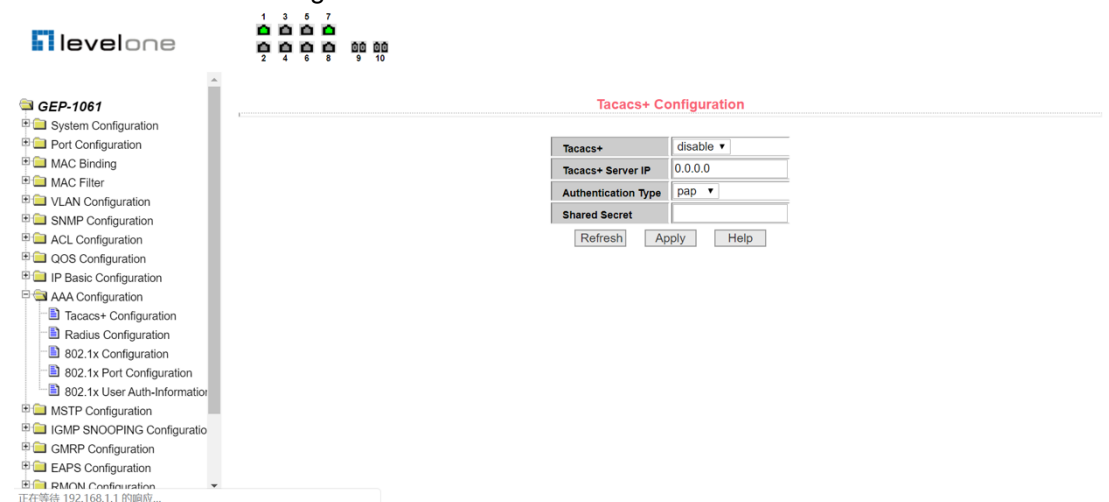 1 3 5 7
levelone
2 4 6 8 9 10
GEP-1061
System Configuration
Port Configuration
MAC Binding
MAC Filter
VLAN Configuration
SNMP Configuration
ACL Configuration
QOS Configuration
IP Basic Configuration
AAA Configuration
Tacacs+ Configuration
Radius Configuration
802.1x Configuration
802.1x Port Configuration
802.1x User Auth-Information
MSTP Configuration
IGMP SNOOPING Configuratio
GMRP Configuration
EAPS Configuration
RMON Configuration
正在等待 192.168.1.1 的响应...
Tacacs+ Configuration
Tacacs+ disable
Tacacs+ Server IP 0.0.0.0
Authentication Type pap
Shared Secret
Refresh Apply Help